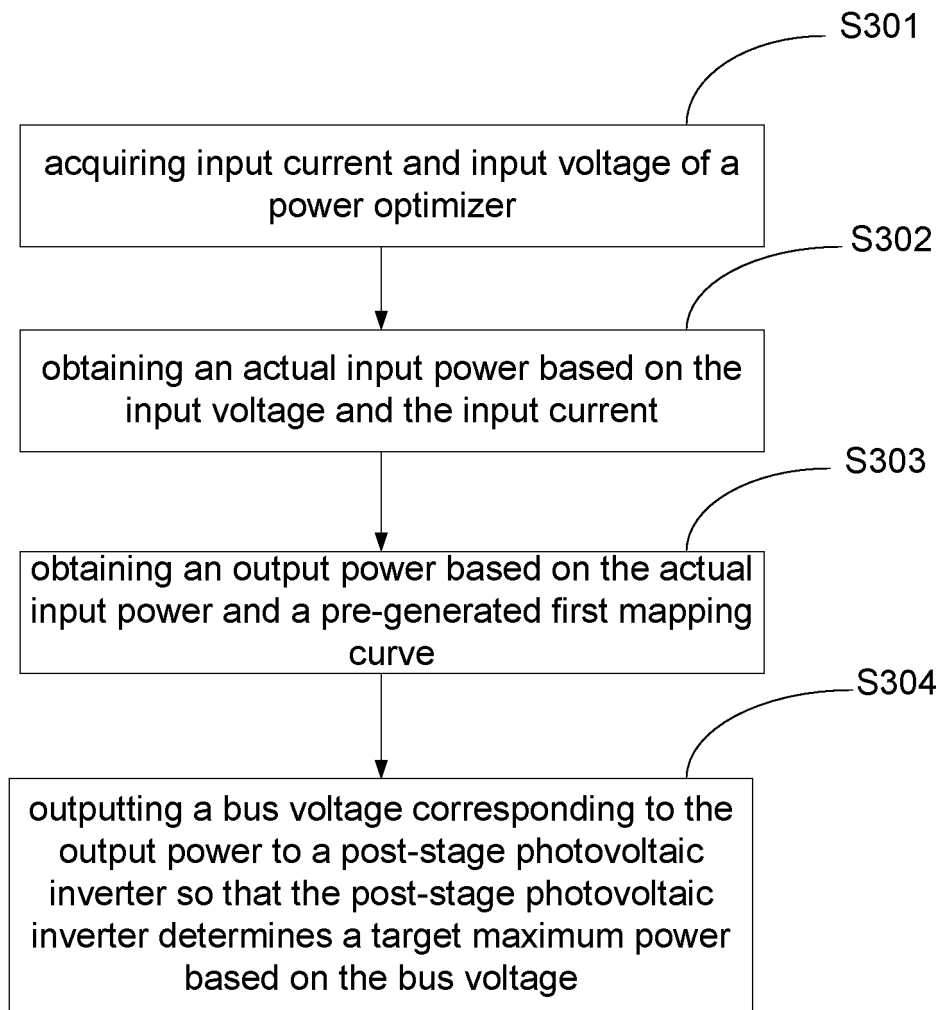 S301
acquiring input current and input voltage of a
power optimizer
S302
obtaining an actual input power based on the
input voltage and the input current
S303
obtaining an output power based on the actual
input power and a pre-generated first mapping
curve
S304
outputting a bus voltage corresponding to the
output power to a post-stage photovoltaic
inverter so that the post-stage photovoltaic
inverter determines a target maximum power
based on the bus voltage